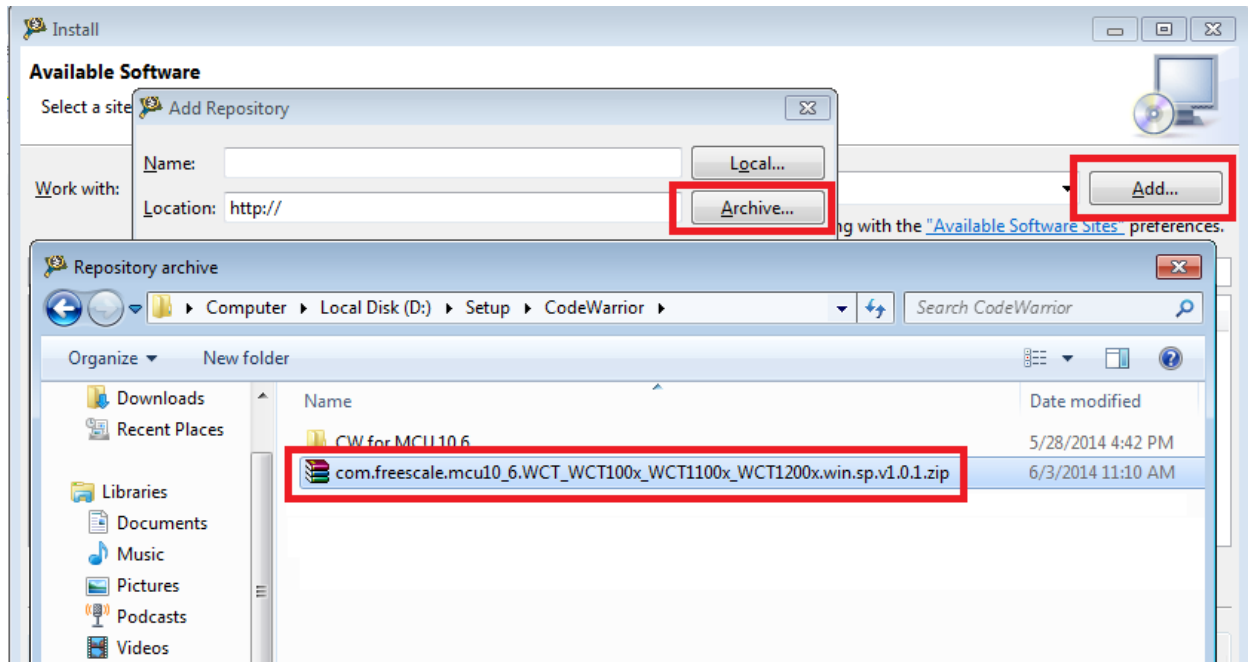 Install
Available Software
Select a site
Add Repository
Name:
Local...
Work with:
Add...
Location: http://
Archive...
ng with the "Available Software Sites" preferences.
Repository archive
Computer Local Disk (D:) Setup CodeWarrior
Search CodeWarrior
Organize
New folder
Downloads
Recent Places
Libraries
Documents
Music
Pictures
Podcasts
Videos
Name
Date modified
CW for MCU 10.6
5/28/2014 4:42 PM
com.freescale.mcu10_6.WCT_WCT100x_WCT1100x_WCT1200x.win.sp.v1.0.1.zip
6/3/2014 11:10 AM